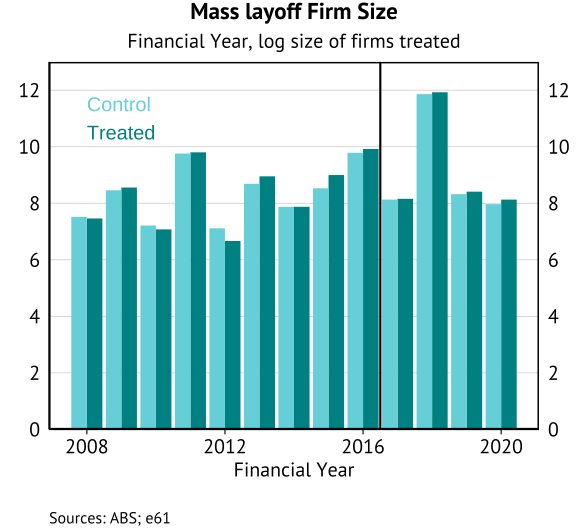 Mass layoff Firm Size
Financial Year, log size of firms treated
12 12
Control
Treated
10 10
8 8
6 6
4 4
2 2
0 0
2008 2012 2016 2020
Financial Year
Sources: ABS; e61